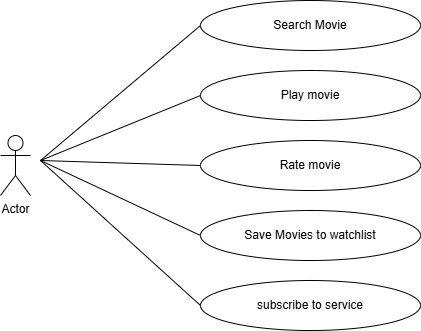 Search Movie
Play movie
Rate movie
Actor
Save Movies to watchlist
subscribe to service